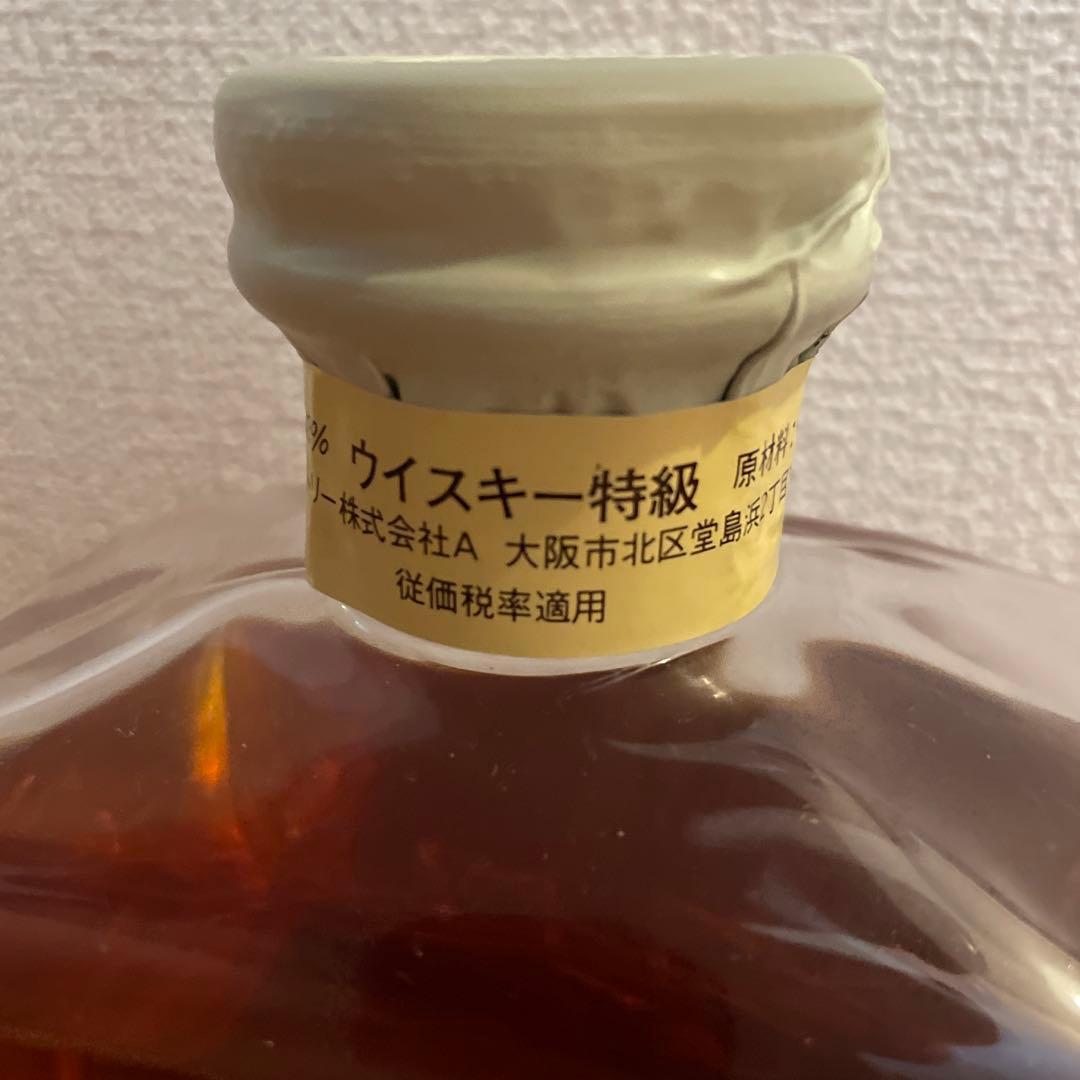 % ウイスキー特級 原材料
リー株式会社A 大阪市北区堂島浜2丁目
従価税率適用